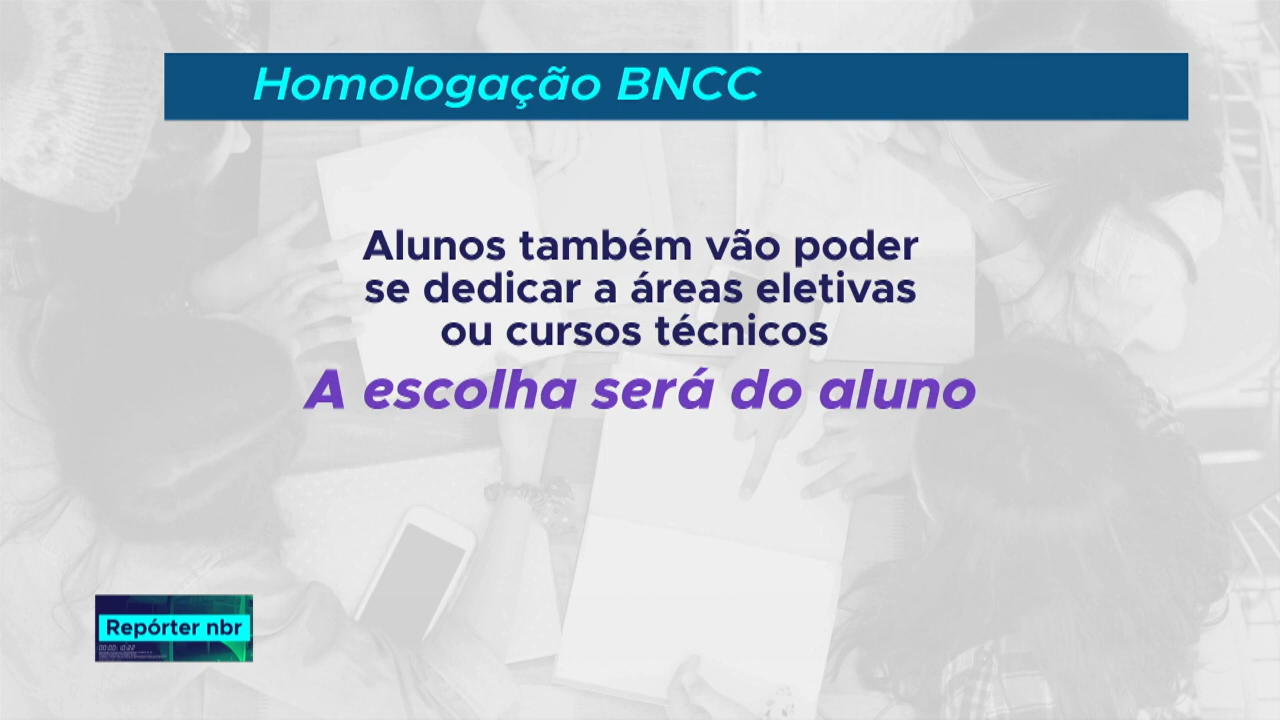 Homologação BNCC
Alunos também vão poder
se dedicar a áreas eletivas
ou cursos técnicos
A escolha será do aluno
Repórter nbr